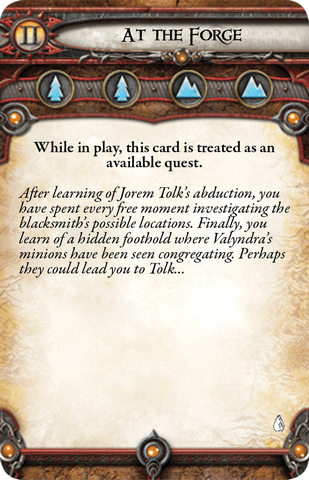 II
At the Forge
While in play, this card is treated as an
available quest.
After learning of Jorem Tolk's abduction, you
have spent every free moment investigating the
blacksmith's possible locations. Finally, you
learn of a hidden foothold where Valyndra's
minions have been seen congregating. Perhaps
they could lead you to Tolk...